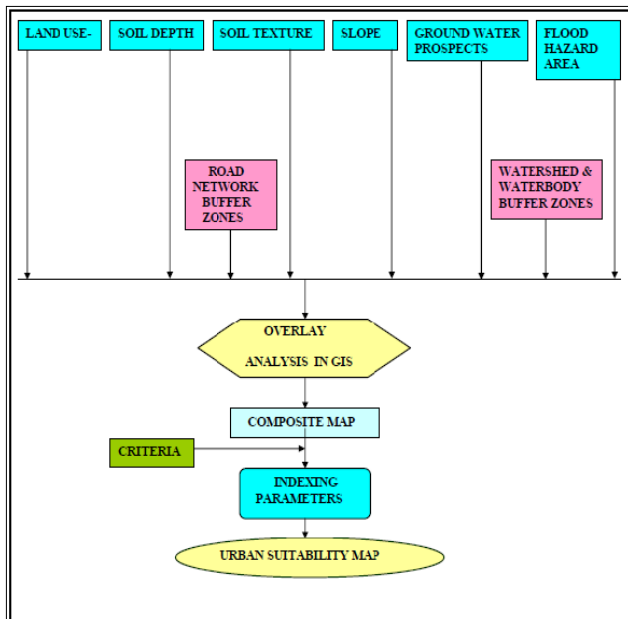 LAND USE-
SOIL DEPTH
SOIL TEXTURE
SLOPE
GROUND WATER
PROSPECTS
FLOOD
HAZARD
AREA
ROAD
NETWORK
BUFFER
ZONES
WATERSHED &
WATERBODY
BUFFER ZONES
OVERLAY
ANALYSIS IN GIS
COMPOSITE MAP
CRITERIA
INDEXING
PARAMETERS
URBAN SUITABILITY MAP